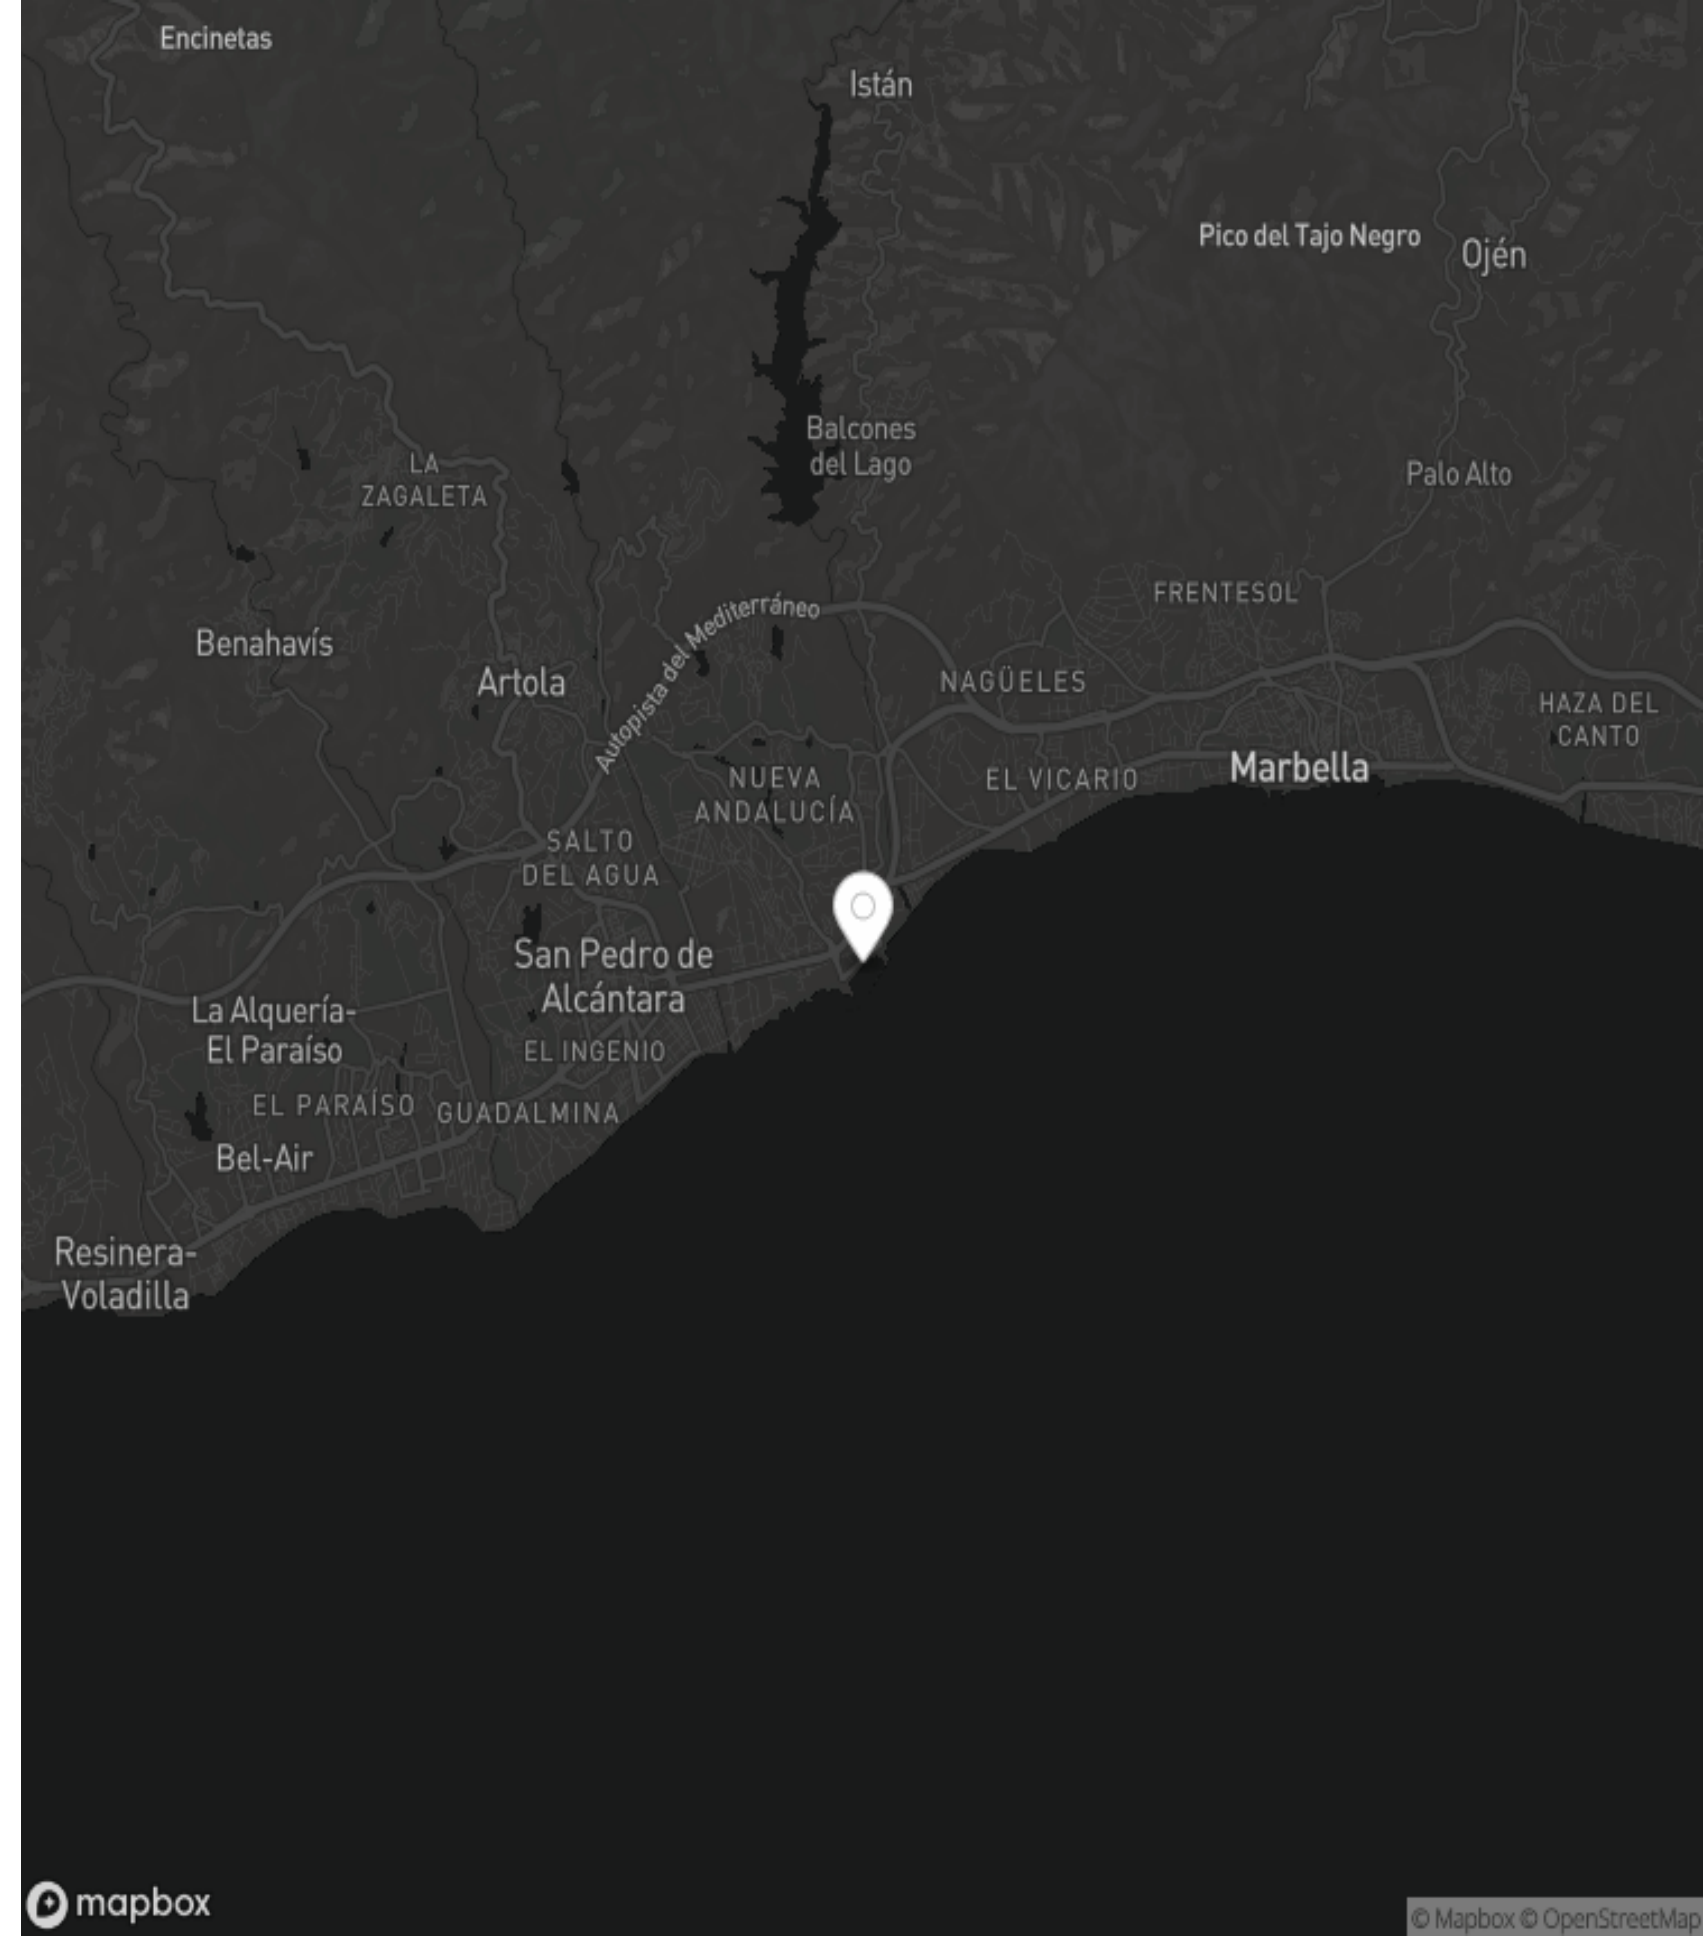 Encinetas
Istán
Pico del Tajo Negro
Ojén
Balcones
del Lago
LA
ZAGALETA
Palo Alto
FRENTESOL
Autopista del Mediterráneo
Benahavís
Artola
NAGÜELES
HAZA DEL
CANTO
NUEVA
ANDALUCÍA
EL VICARIO
Marbella
SALTO
DEL AGUA
San Pedro de
Alcántara
La Alquería-
El Paraíso
EL INGENIO
EL PARAÍSO
GUADALMINA
Bel-Air
Resinera-
Voladilla
mapbox
© Mapbox © OpenStreetMap